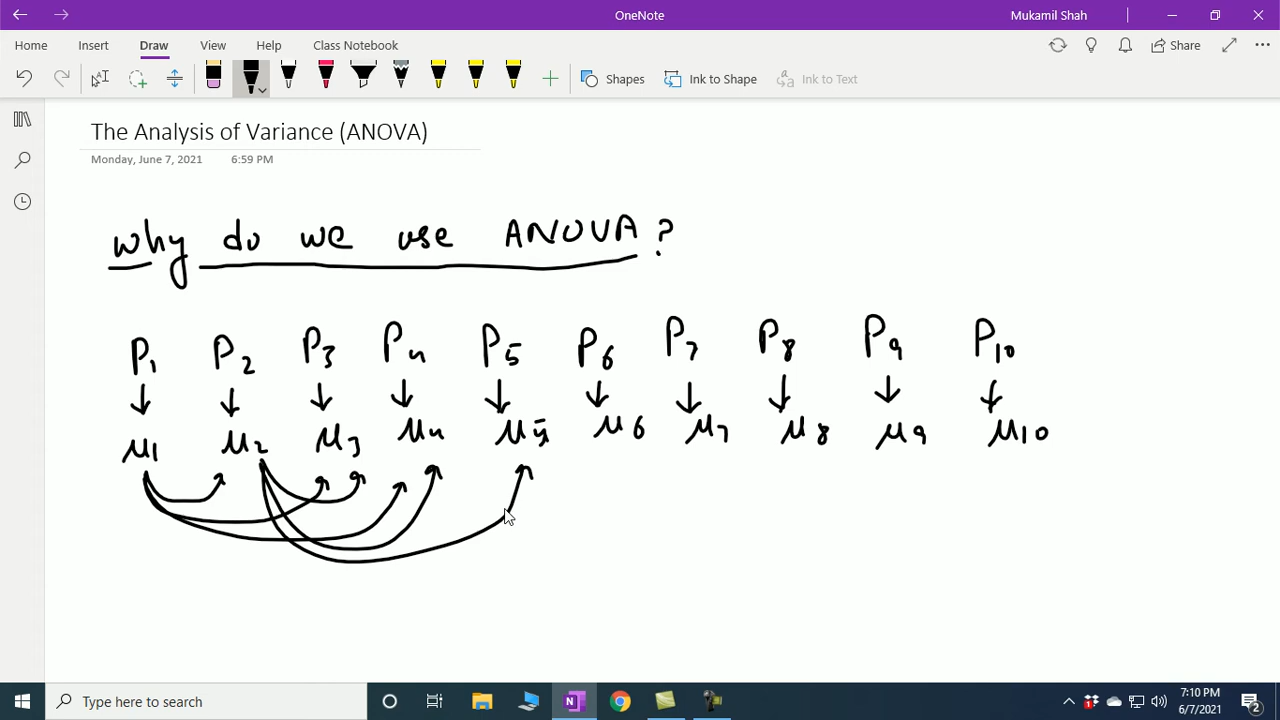 OneNote
Mukamil Shah
Home Insert Draw View Help Class Notebook
Share
Shapes Ink to Shape Ink to Text
The Analysis of Variance (ANOVA)
Monday, June 7, 2021 6:59 PM
Why do we use ANOVA ?
P1 P2 P3 P4 P5 P6 P7 P8 P9 P10
↓ ↓ ↓ ↓ ↓ ↓ ↓ ↓ ↓ ↓
μ1 μ2 μ3 μ4 μ5 μ6 μ7 μ8 μ9 μ10
Type here to search
7:10 PM
6/7/2021
2